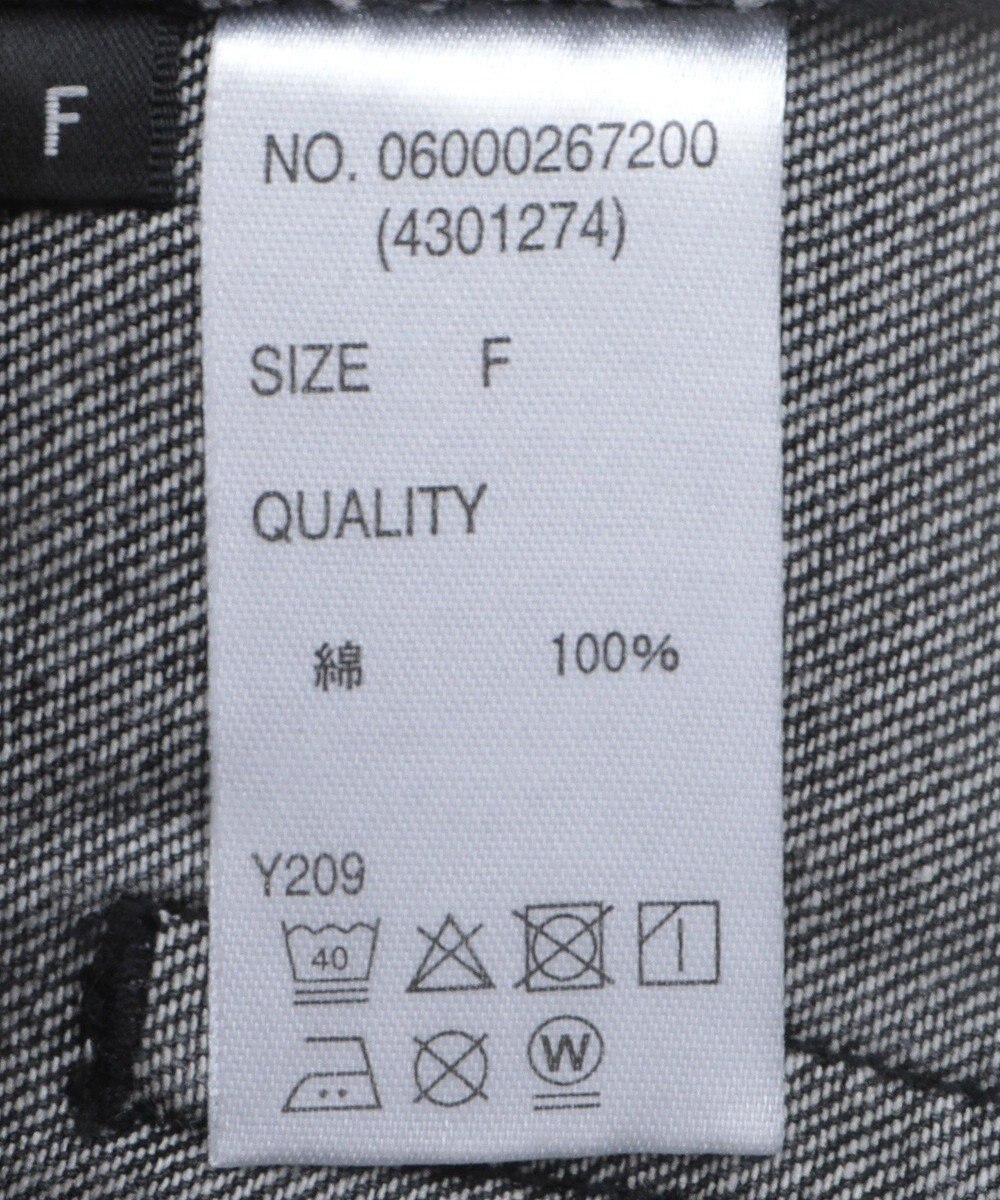 F
NO. 06000267200
(4301274)
SIZE F
QUALITY
綿 100%
Y209
40
W